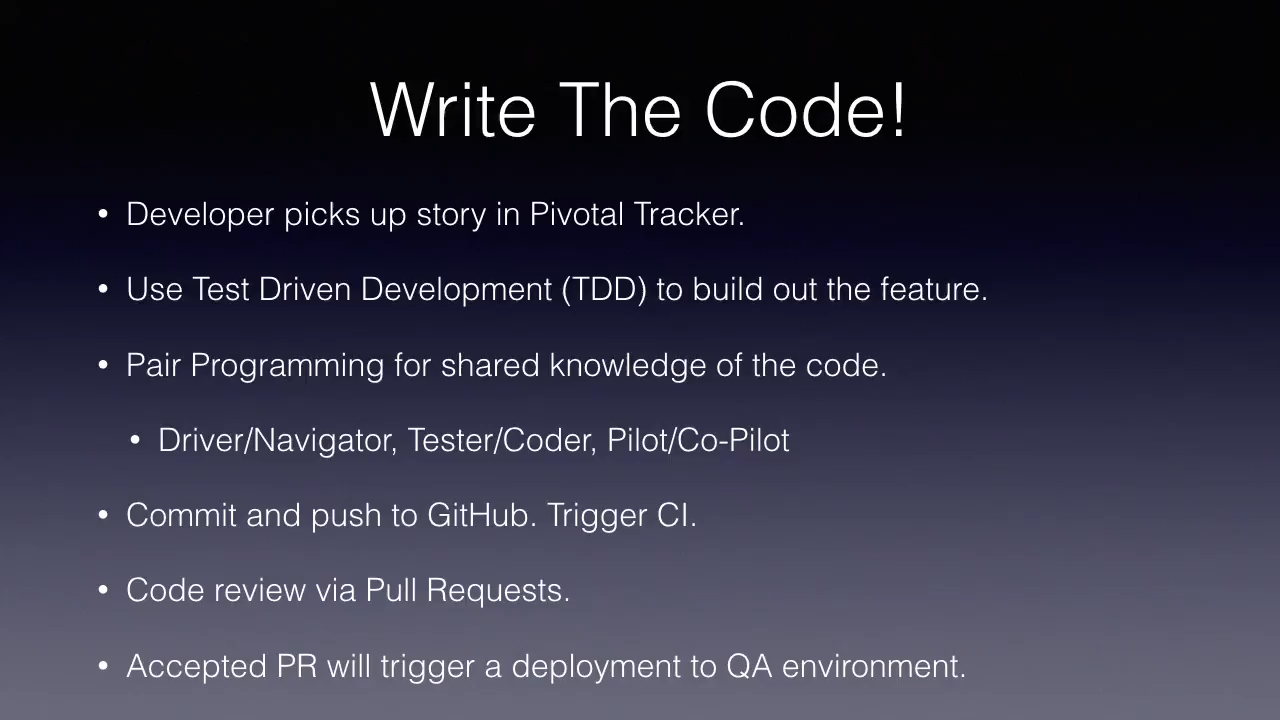 Write The Code!
• Developer picks up story in Pivotal Tracker.
• Use Test Driven Development (TDD) to build out the feature.
• Pair Programming for shared knowledge of the code.
• Driver/Navigator, Tester/Coder, Pilot/Co-Pilot
• Commit and push to GitHub. Trigger CI.
• Code review via Pull Requests.
• Accepted PR will trigger a deployment to QA environment.